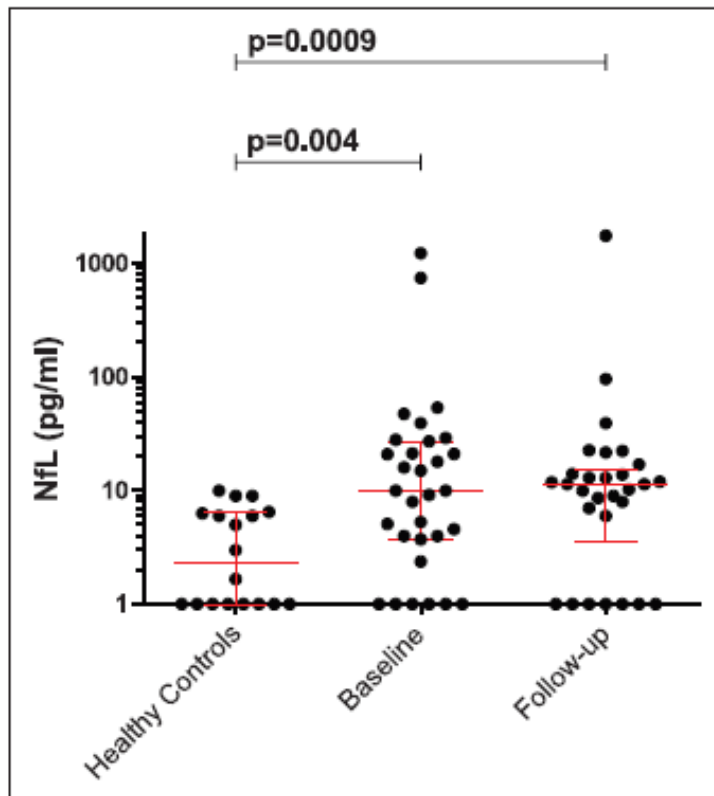 p=0.0009
p=0.004
NfL (pg/ml)
1000
100
10
1
Healthy Controls
Baseline
Follow-up